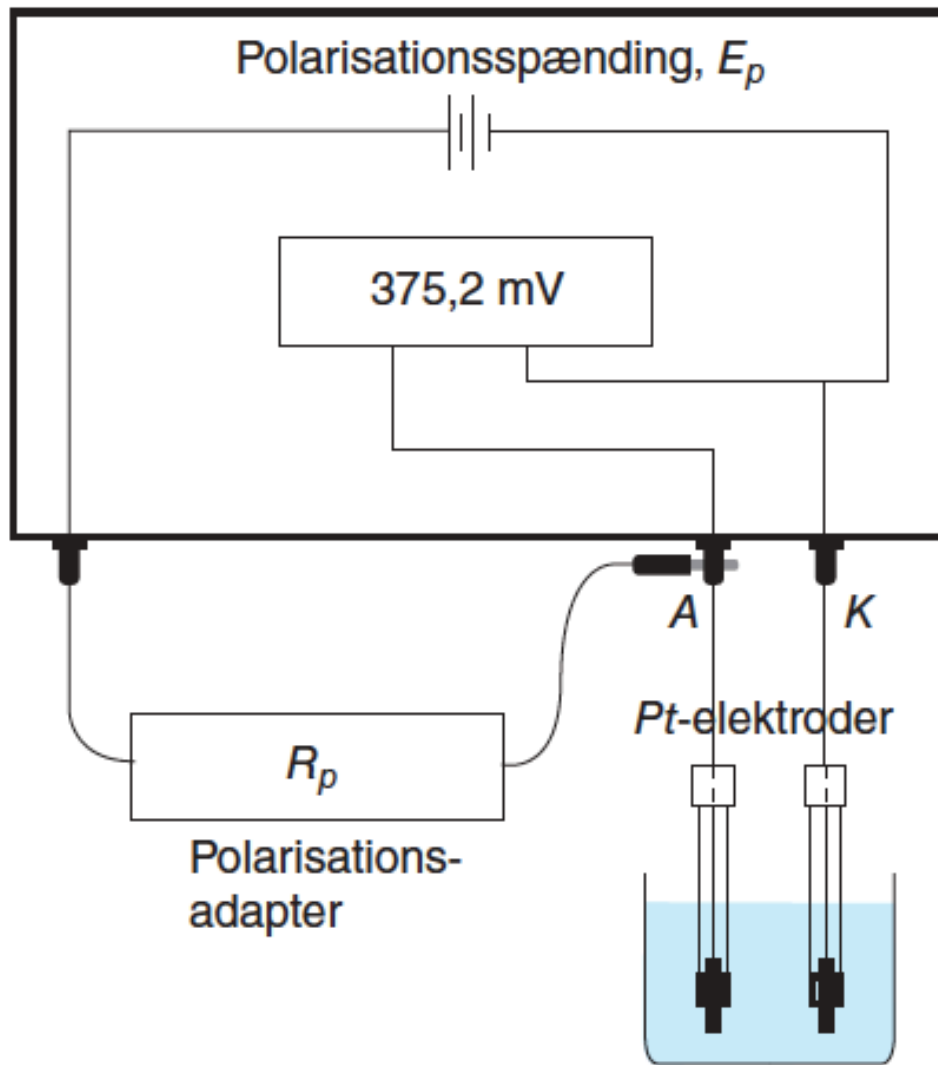 Polarisationsspænding, Ep
375,2 mV
A
K
Pt-elektroder
Rp
Polarisations-
adapter